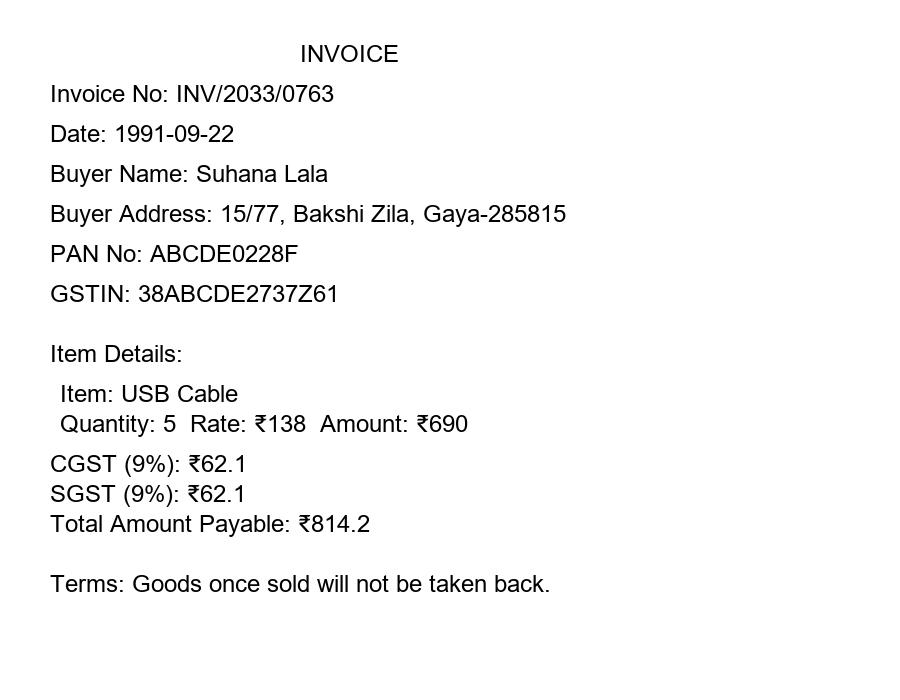 INVOICE
Invoice No: INV/2033/0763
Date: 1991-09-22
Buyer Name: Suhana Lala
Buyer Address: 15/77, Bakshi Zila, Gaya-285815
PAN No: ABCDE0228F
GSTIN: 38ABCDE2737Z61
Item Details:
Item: USB Cable
Quantity: 5  Rate: ₹138  Amount: ₹690
CGST (9%): ₹62.1
SGST (9%): ₹62.1
Total Amount Payable: ₹814.2
Terms: Goods once sold will not be taken back.